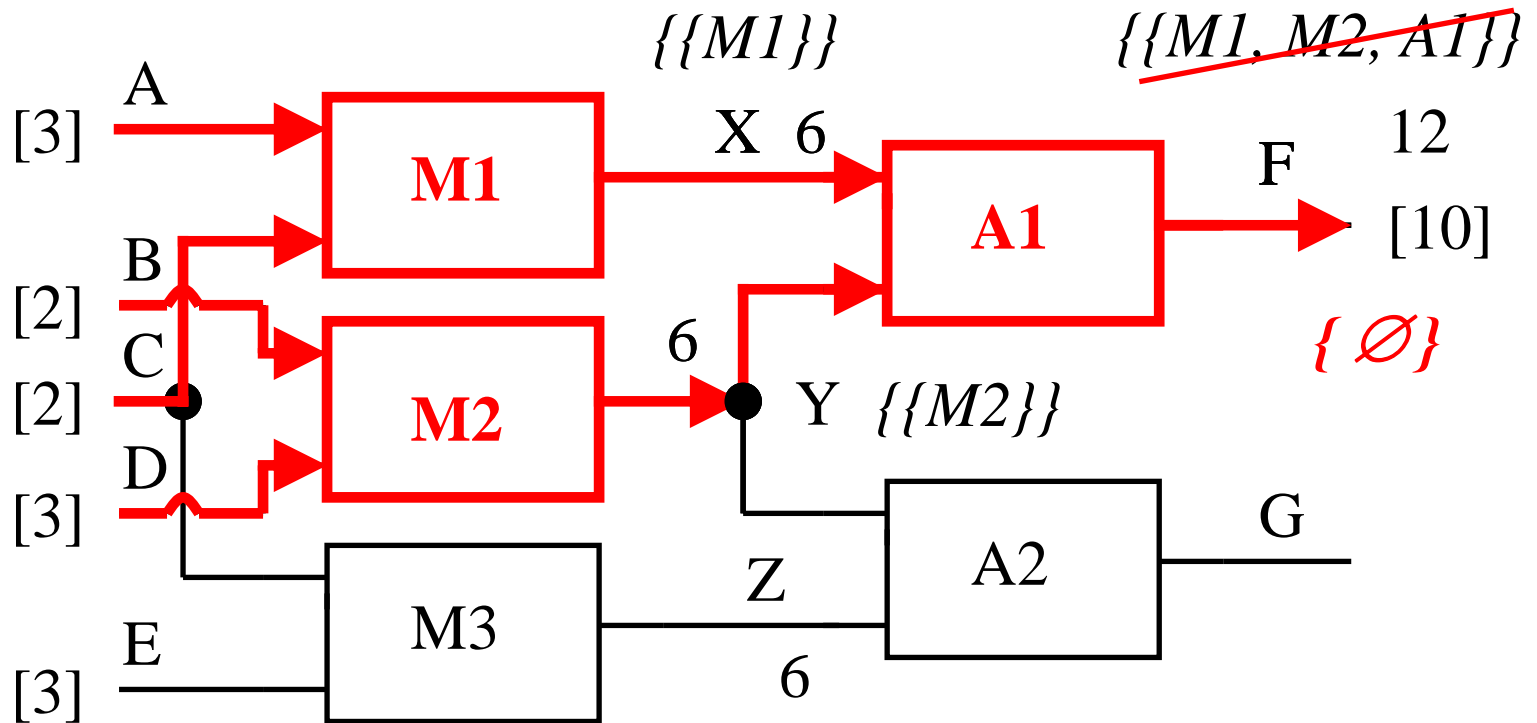 {{M1}}
{{M1, M2, A1}}
A
[3]
M1
X 6
12
F
[10]
A1
B
[2]
{ ∅ }
C
6
[2]
M2
Y {{M2}}
D
[3]
G
A2
Z
M3
E
[3]
6